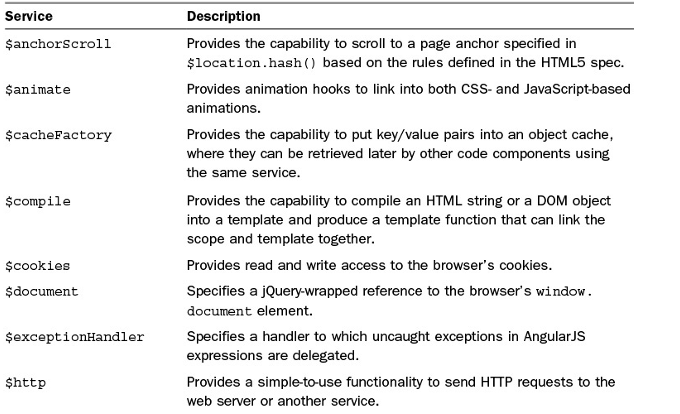 Service Description
$anchorScroll Provides the capability to scroll to a page anchor specified in
$location.hash() based on the rules defined in the HTML5 spec.
$animate Provides animation hooks to link into both CSS- and JavaScript-based
animations.
$cacheFactory Provides the capability to put key/value pairs into an object cache,
where they can be retrieved later by other code components using
the same service.
$compile Provides the capability to compile an HTML string or a DOM object
into a template and produce a template function that can link the
scope and template together.
$cookies Provides read and write access to the browser's cookies.
$document Specifies a jQuery-wrapped reference to the browser's window.
document element.
$exceptionHandler Specifies a handler to which uncaught exceptions in AngularJS
expressions are delegated.
$http Provides a simple-to-use functionality to send HTTP requests to the
web server or another service.